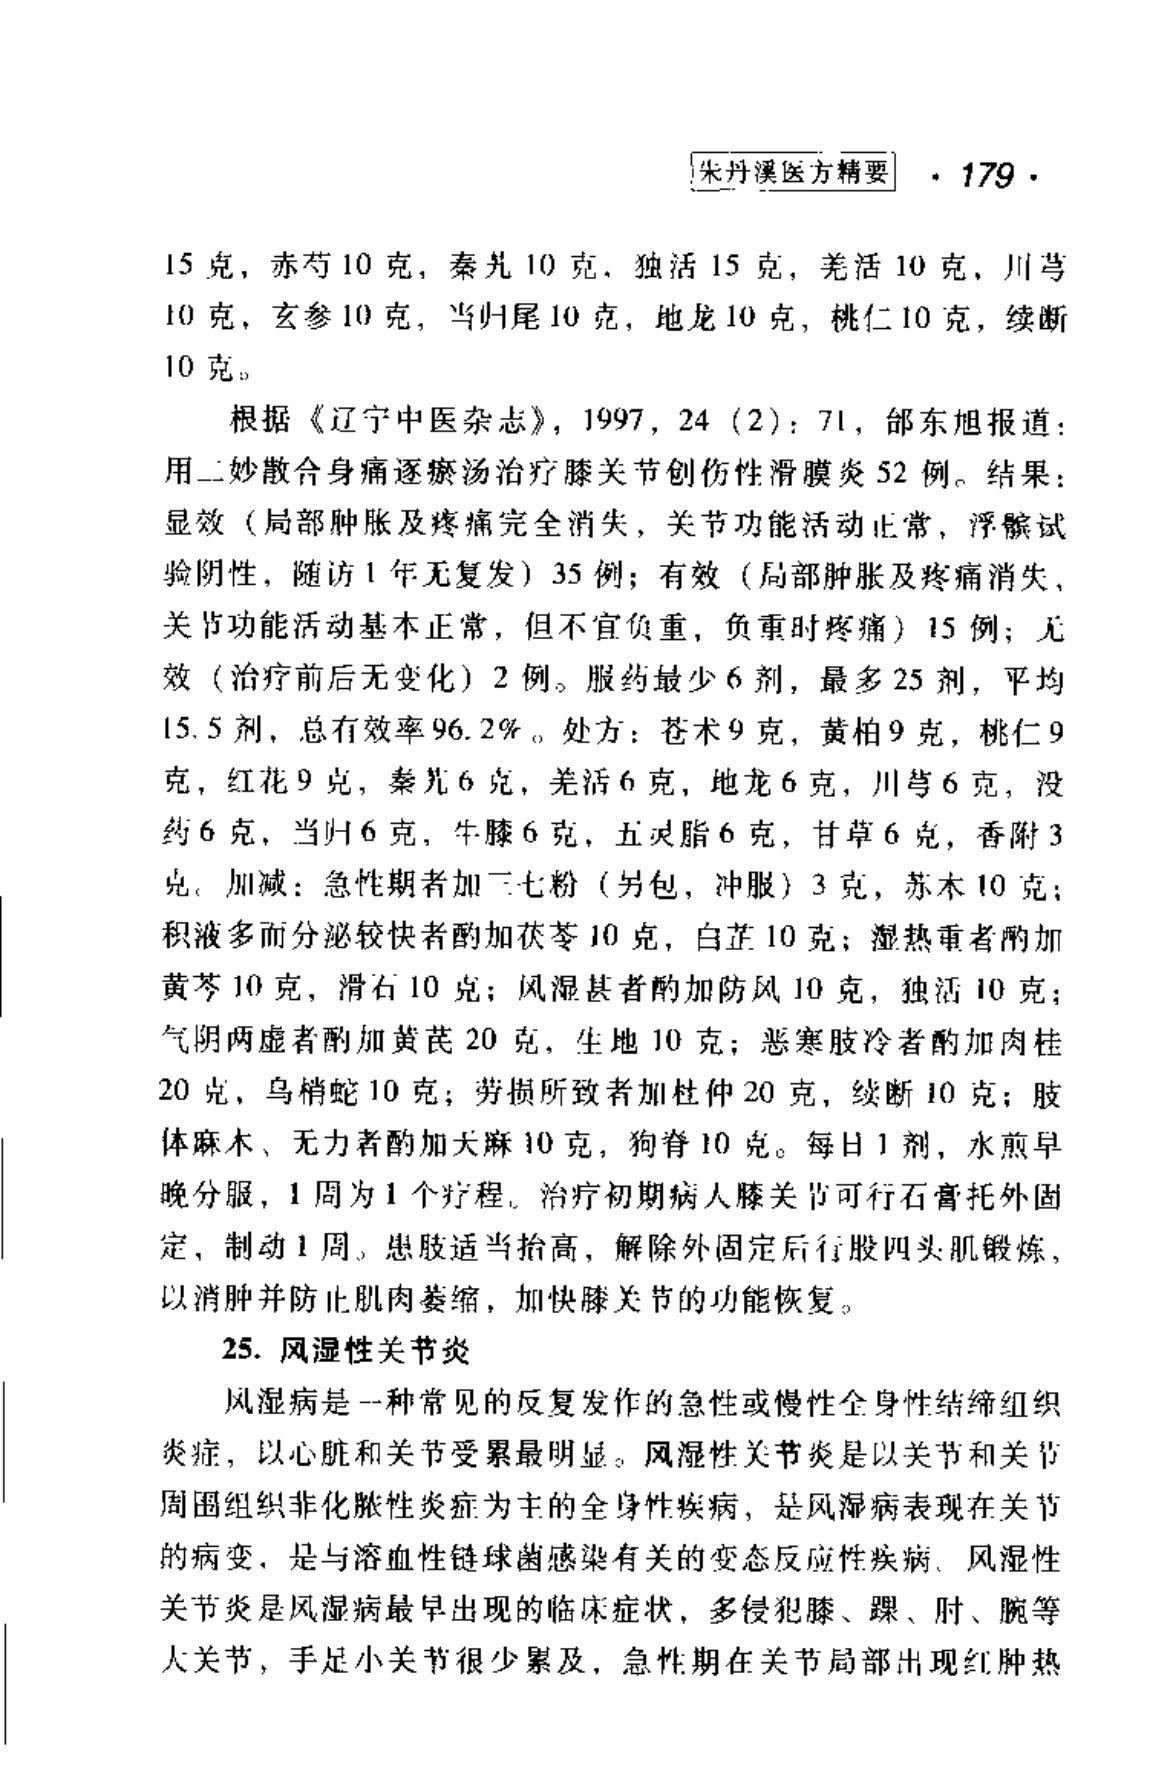 朱丹溪医方精要 · 179 ·
15 克，赤芍 10 克，秦艽 10 克，独活 15 克，羌活 10 克，川芎
10 克，玄参 10 克，当归尾 10 克，地龙 10 克，桃仁 10 克，续断
10 克。
根据《辽宁中医杂志》，1997，24（2）：71，邰东旭报道：
用二妙散合身痛逐瘀汤治疗膝关节创伤性滑膜炎 52 例。结果：
显效（局部肿胀及疼痛完全消失，关节功能活动正常，浮髌试
验阴性，随访 1 年无复发）35 例；有效（局部肿胀及疼痛消失，
关节功能活动基本正常，但不宜负重，负重时疼痛）15 例；无
效（治疗前后无变化）2 例。服药最少 6 剂，最多 25 剂，平均
15.5 剂，总有效率 96.2%。处方：苍术 9 克，黄柏 9 克，桃仁 9
克，红花 9 克，秦艽 6 克，羌活 6 克，地龙 6 克，川芎 6 克，没
药 6 克，当归 6 克，牛膝 6 克，五灵脂 6 克，甘草 6 克，香附 3
克。加减：急性期者加三七粉（另包，冲服）3 克，苏木 10 克；
积液多而分泌较快者酌加茯苓 10 克，白芷 10 克；湿热重者酌加
黄芩 10 克，滑石 10 克；风湿甚者酌加防风 10 克，独活 10 克；
气阴两虚者酌加黄芪 20 克，生地 10 克；恶寒肢冷者酌加肉桂
20 克，乌梢蛇 10 克；劳损所致者加杜仲 20 克，续断 10 克；肢
体麻木、无力者酌加天麻 10 克，狗脊 10 克。每日 1 剂，水煎早
晚分服，1 周为 1 个疗程。治疗初期病人膝关节可行石膏托外固
定，制动 1 周。患肢适当抬高，解除外固定后行股四头肌锻炼，
以消肿并防止肌肉萎缩，加快膝关节的功能恢复。
25. 风湿性关节炎
风湿病是一种常见的反复发作的急性或慢性全身性结缔组织
炎症，以心脏和关节受累最明显。风湿性关节炎是以关节和关节
周围组织非化脓性炎症为主的全身性疾病，是风湿病表现在关节
的病变，是与溶血性链球菌感染有关的变态反应性疾病。风湿性
关节炎是风湿病最早出现的临床症状，多侵犯膝、踝、肘、腕等
大关节，手足小关节很少累及，急性期在关节局部出现红肿热